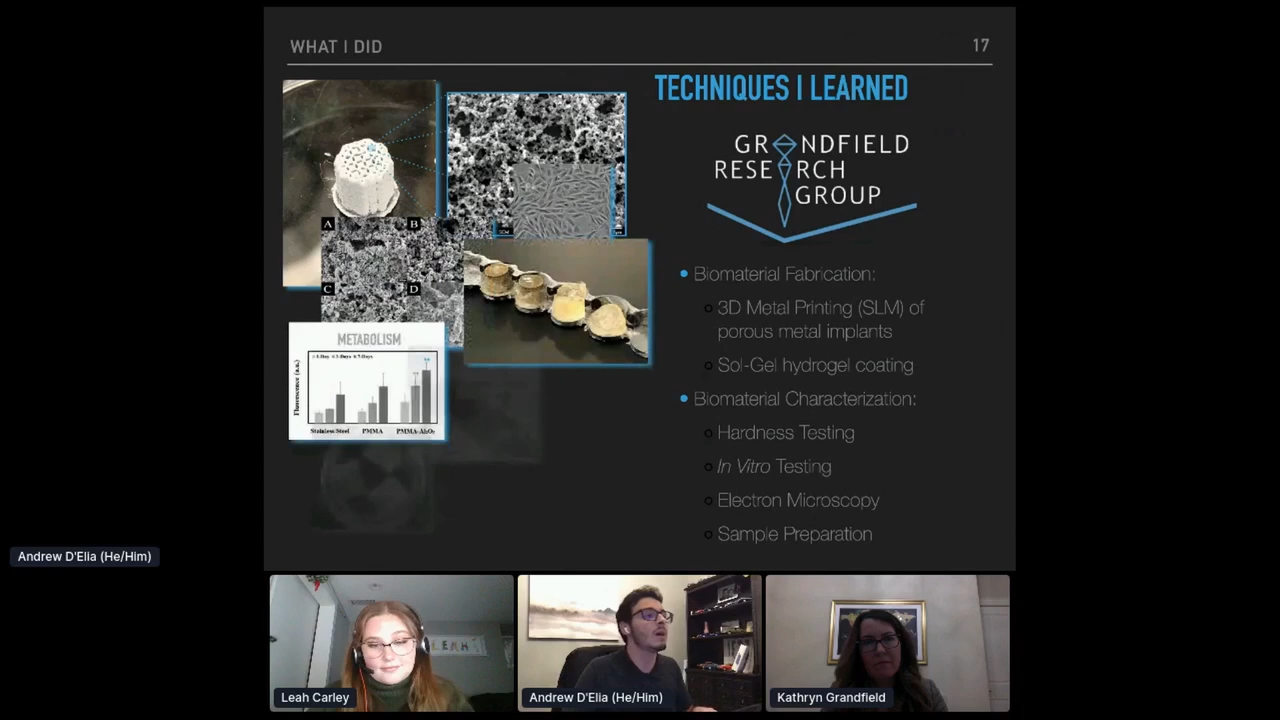 WHAT I DID
17
TECHNIQUES I LEARNED
GRANDFIELD
RESEARCH
GROUP
A
B
C
D
METABOLISM
Fluorescence (a.u.)
Stainless Steel
PMMA
PMMA-Al₂O₃
Biomaterial Fabrication:
3D Metal Printing (SLM) of
porous metal implants
Sol-Gel hydrogel coating
Biomaterial Characterization:
Hardness Testing
In Vitro Testing
Electron Microscopy
Sample Preparation
Andrew D'Elia (He/Him)
LEAH
Leah Carley
Andrew D'Elia (He/Him)
Kathryn Grandfield